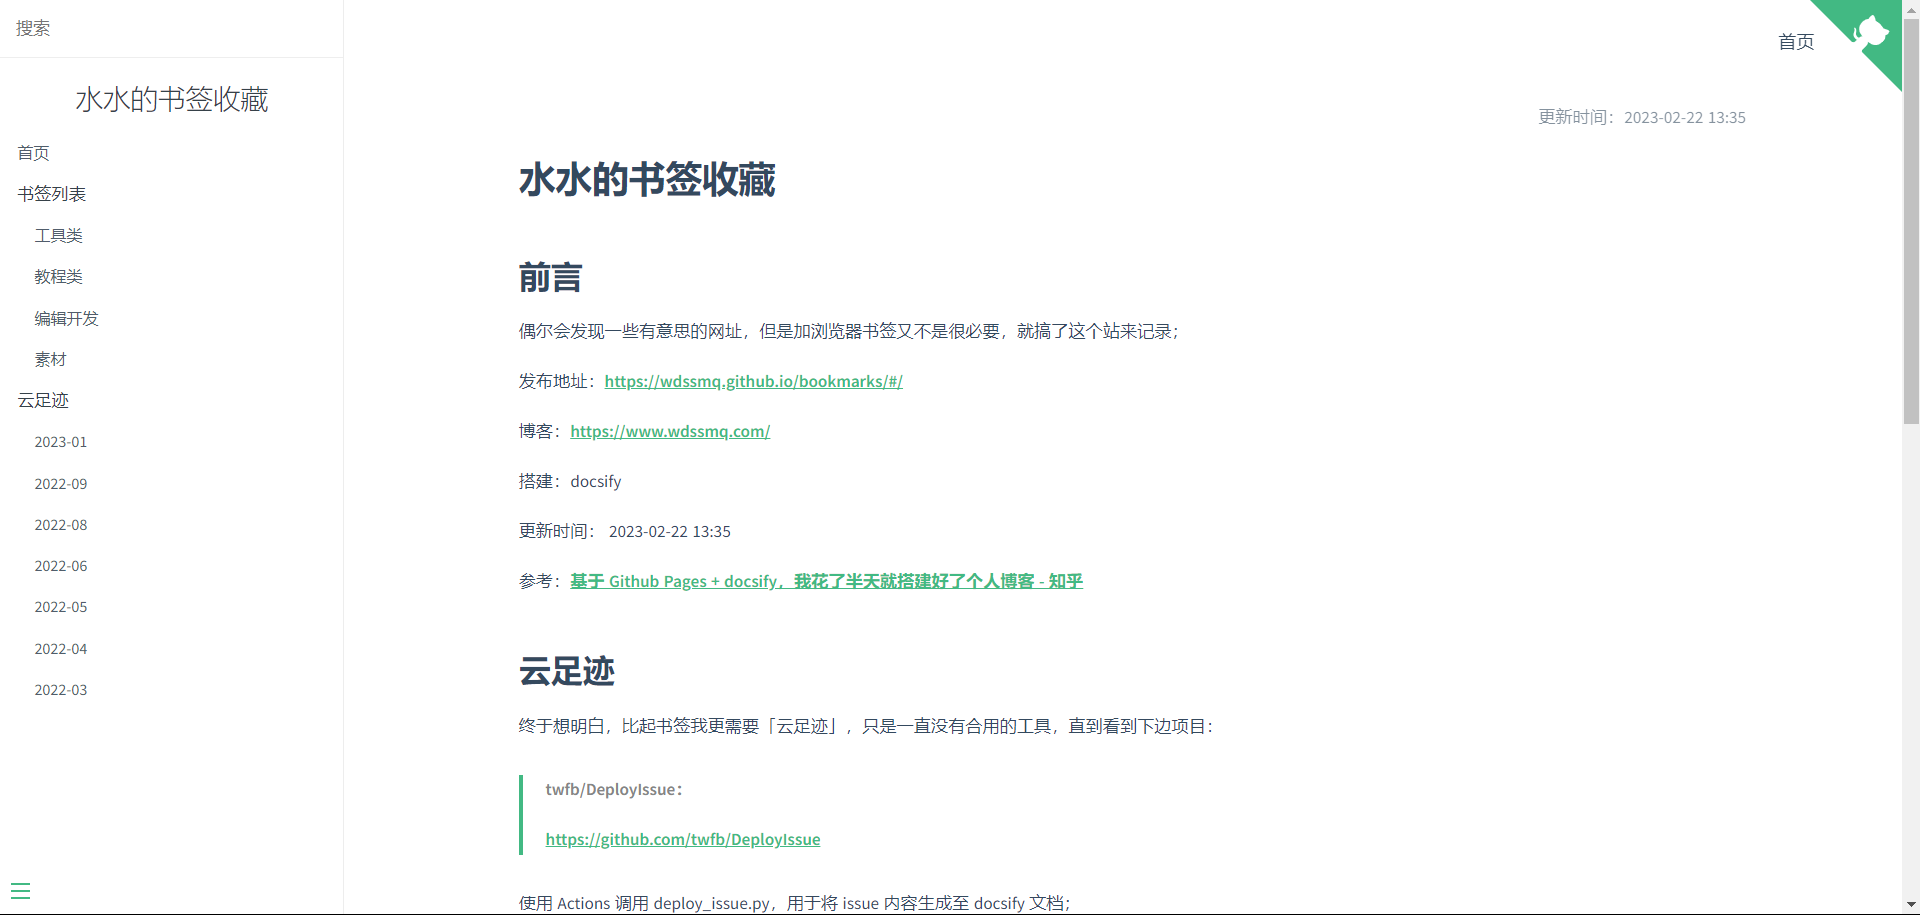 搜索
水水的书签收藏
首页
书签列表
工具类
教程类
编辑开发
素材
云足迹
2023-01
2022-09
2022-08
2022-06
2022-05
2022-04
2022-03
首页
更新时间：2023-02-22 13:35
水水的书签收藏
前言
偶尔会发现一些有意思的网址，但是加浏览器书签又不是很必要，就搞了这个站来记录；
发布地址：https://wdssmq.github.io/bookmarks/#/
博客：https://www.wdssmq.com/
搭建：docsify
更新时间： 2023-02-22 13:35
参考：基于 Github Pages + docsify，我花了半天就搭建好了个人博客 - 知乎
云足迹
终于想明白，比起书签我更需要「云足迹」，只是一直没有合用的工具，直到看到下边项目：
twfb/DeployIssue：
https://github.com/twfb/DeployIssue
使用 Actions 调用 deploy_issue.py，用于将 issue 内容生成至 docsify 文档；